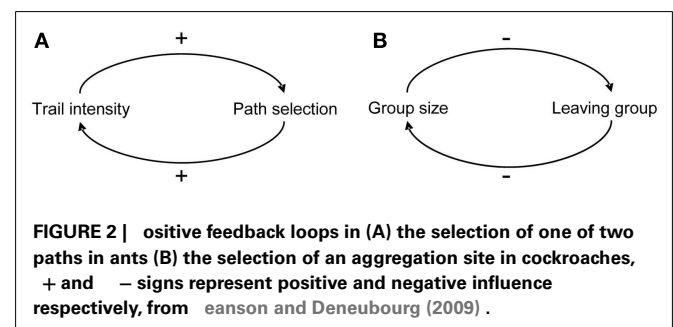 A
+
B
-
Trail intensity
Path selection
Group size
Leaving group
+
-
FIGURE 2 | ositive feedback loops in (A) the selection of one of two
paths in ants (B) the selection of an aggregation site in cockroaches,
+ and − signs represent positive and negative influence
respectively, from eanson and Deneubourg (2009) .